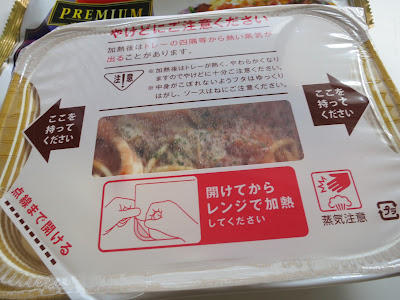 PREMIUM
やけどにご注意ください
加熱後はトレーの四隅等から熱い蒸気が
出ることがあります。
注意
※加熱後はトレーが熱く、やわらかくなり
ますのでやけどに十分ご注意ください。
※中身がこぼれないようフタはゆっくり
はがし、ソースはねにご注意ください。
ここを
持って
ください
ここを
持って
ください
点線まで開ける
開けてから
レンジで加熱
してください
蒸気注意
プラ